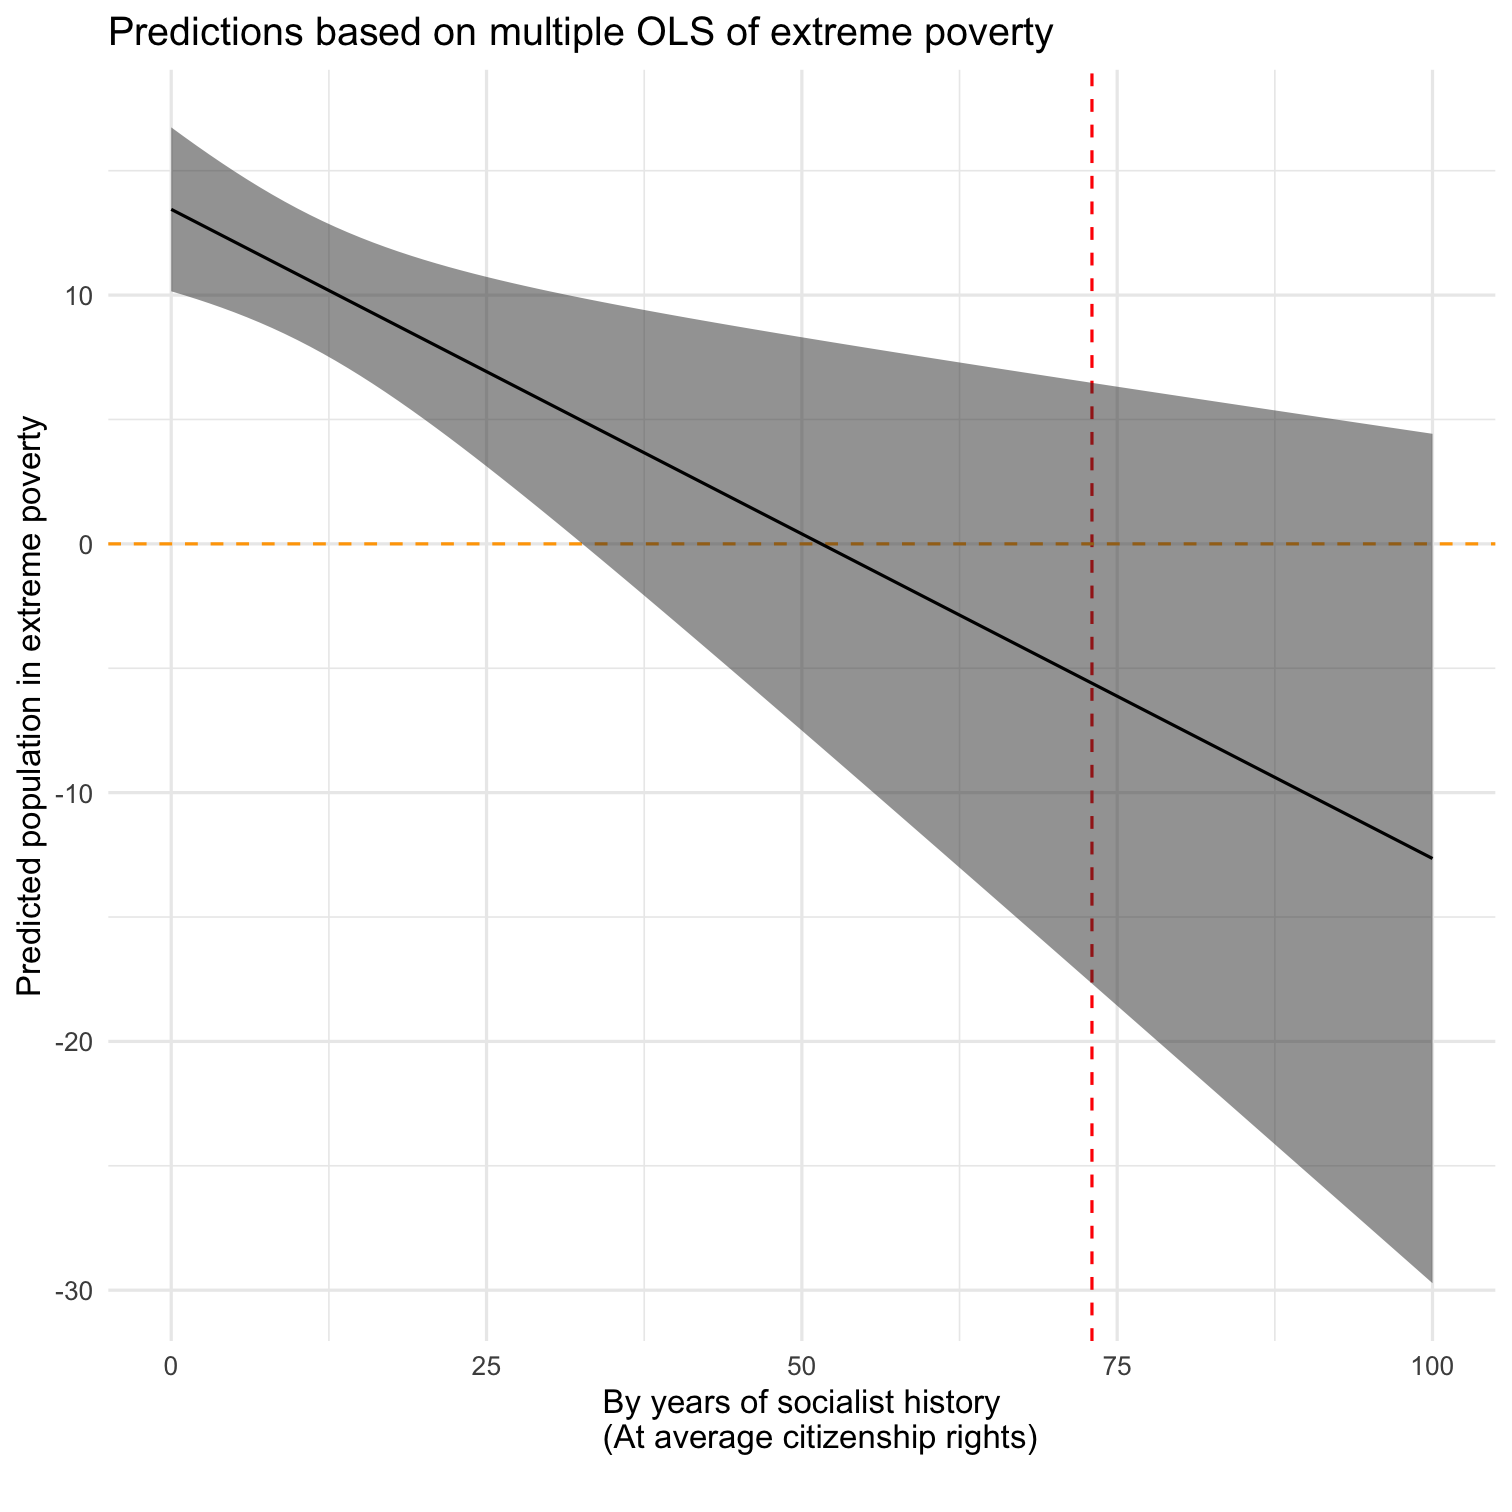 Predictions based on multiple OLS of extreme poverty
Predicted population in extreme poverty
10
0
-10
-20
-30
0 25 50 75 100
By years of socialist history
(At average citizenship rights)